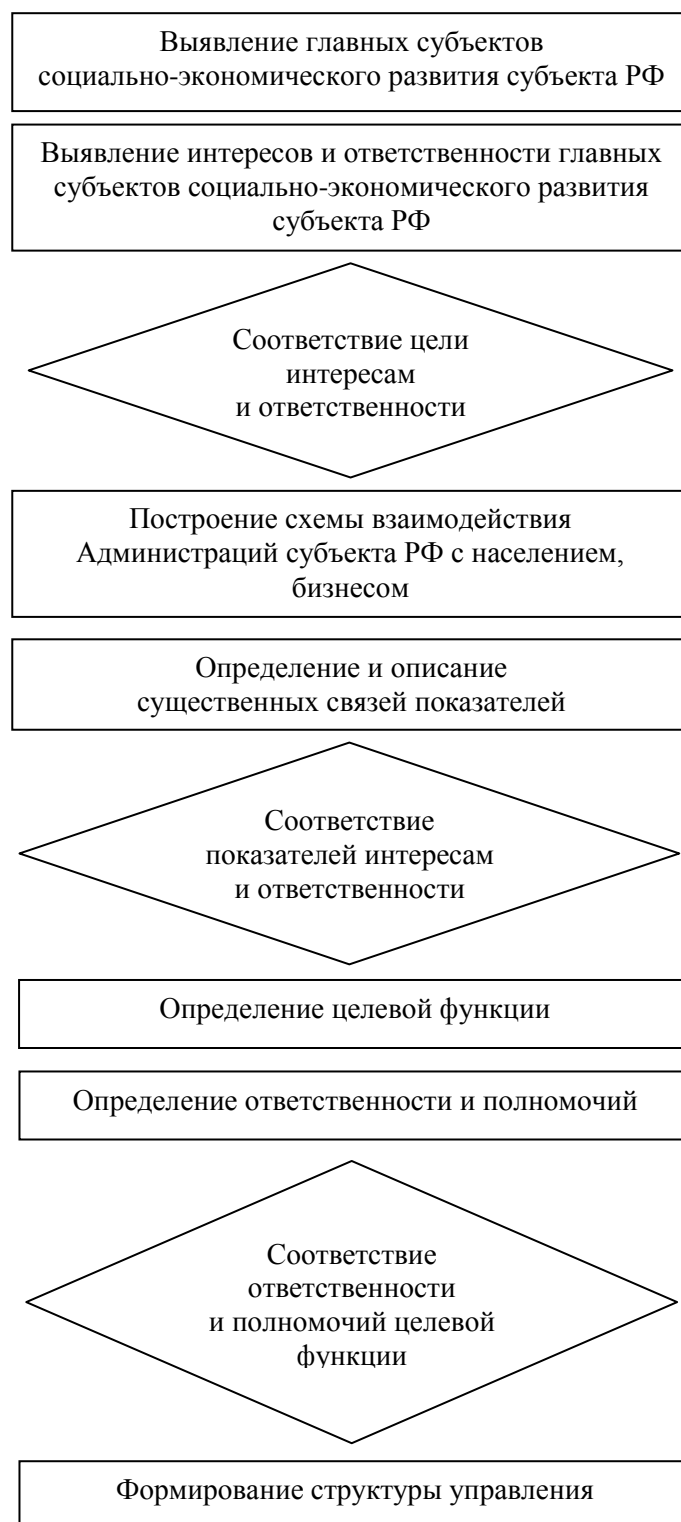 Выявление главных субъектов
социально-экономического развития субъекта РФ
Выявление интересов и ответственности главных
субъектов социально-экономического развития
субъекта РФ
Соответствие цели
интересам
и ответственности
Построение схемы взаимодействия
Администраций субъекта РФ с населением,
бизнесом
Определение и описание
существенных связей показателей
Соответствие
показателей интересам
и ответственности
Определение целевой функции
Определение ответственности и полномочий
Соответствие
ответственности
и полномочий целевой
функции
Формирование структуры управления